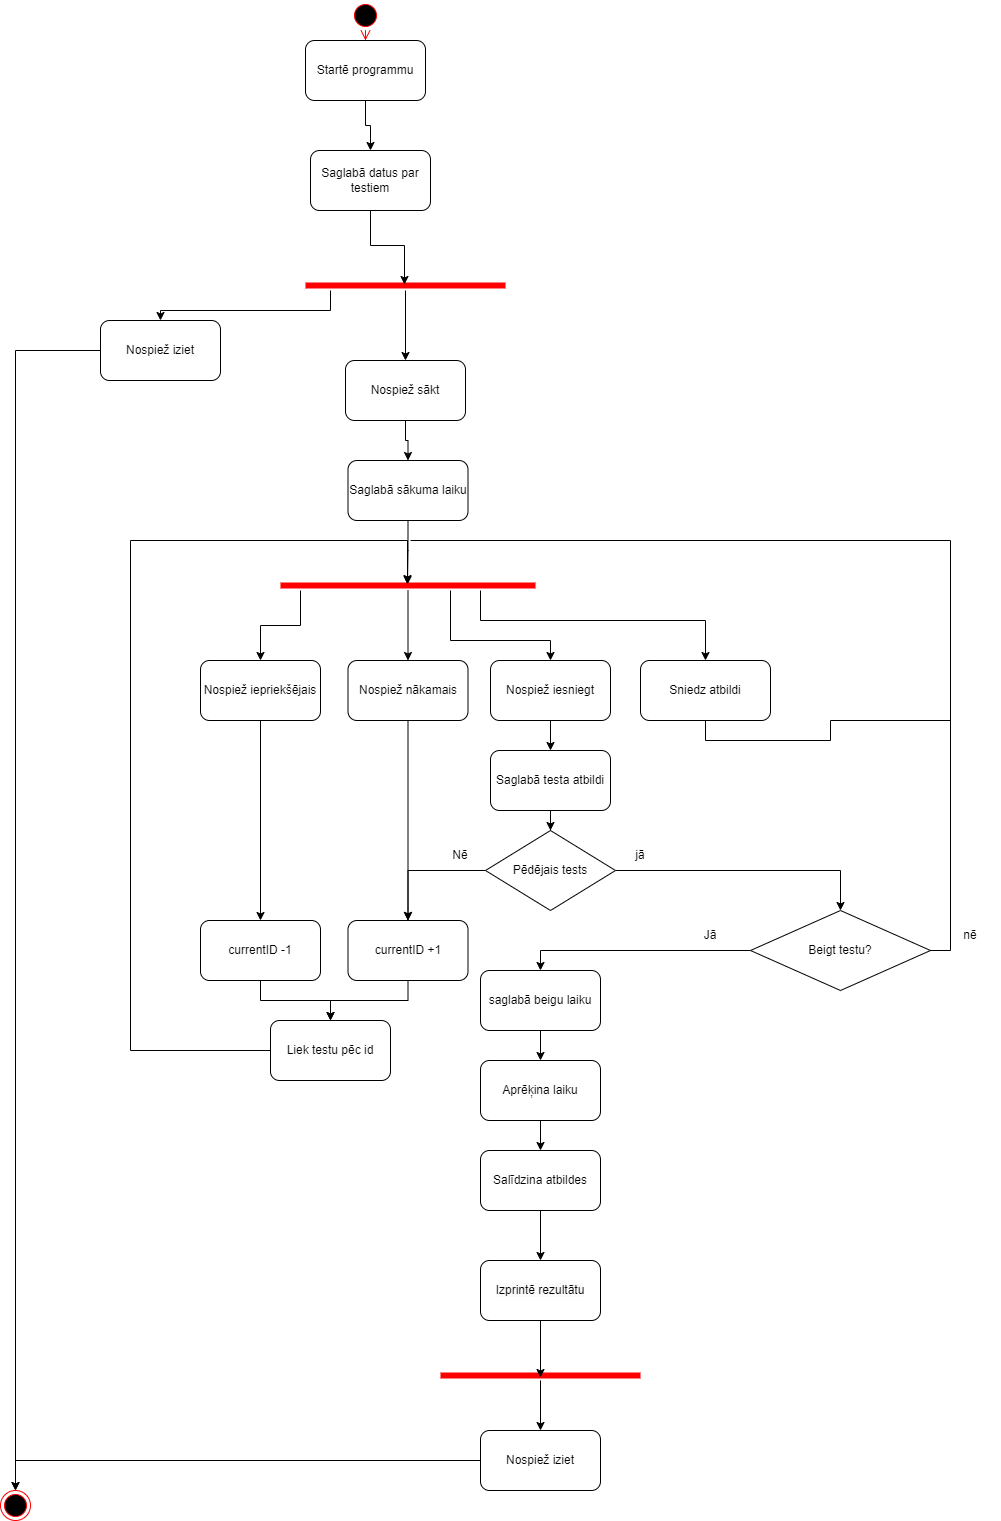 Startē programmu
Saglabā datus par
testiem
Nospiež iziet
Nospiež sākt
Saglabā sākuma laiku
Nospiež iepriekšējais
Nospiež nākamais
Nospiež iesniegt
Sniedz atbildi
Saglabā testa atbildi
Nē
Pēdējais tests
jā
currentID -1
currentID +1
Jā
Beigt testu?
nē
saglabā beigu laiku
Liek testu pēc id
Aprēķina laiku
Salīdzina atbildes
Izprintē rezultātu
Nospiež iziet